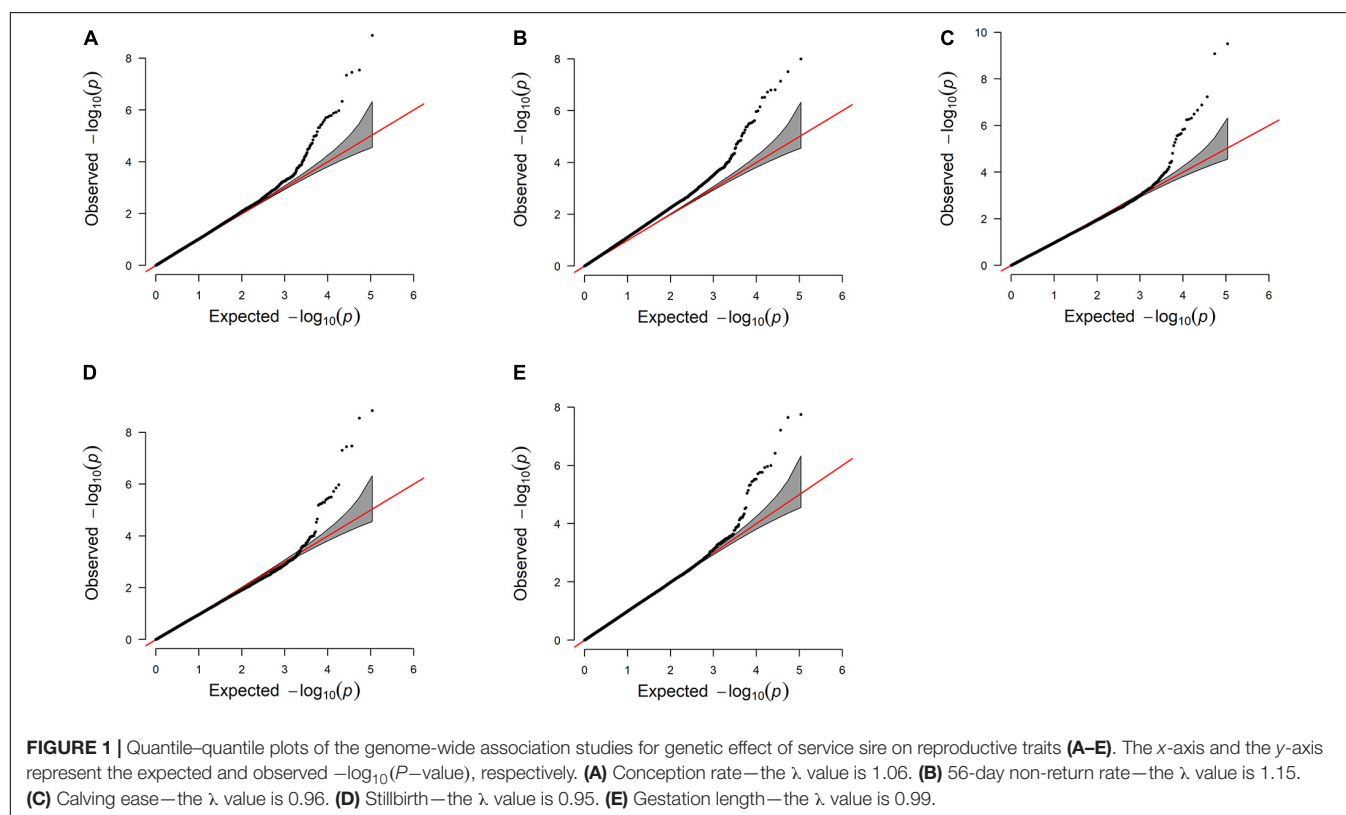 A
Observed −log10(p)
8
6
4
2
0
0 1 2 3 4 5 6
Expected −log10(p)
B
Observed −log10(p)
8
6
4
2
0
0 1 2 3 4 5 6
Expected −log10(p)
C
Observed −log10(p)
10
8
6
4
2
0
0 1 2 3 4 5 6
Expected −log10(p)
D
Observed −log10(p)
8
6
4
2
0
0 1 2 3 4 5 6
Expected −log10(p)
E
Observed −log10(p)
8
6
4
2
0
0 1 2 3 4 5 6
Expected −log10(p)
FIGURE 1 | Quantile–quantile plots of the genome-wide association studies for genetic effect of service sire on reproductive traits (A–E). The x-axis and the y-axis
represent the expected and observed −log10(P−value), respectively. (A) Conception rate—the λ value is 1.06. (B) 56-day non-return rate—the λ value is 1.15.
(C) Calving ease—the λ value is 0.96. (D) Stillbirth—the λ value is 0.95. (E) Gestation length—the λ value is 0.99.